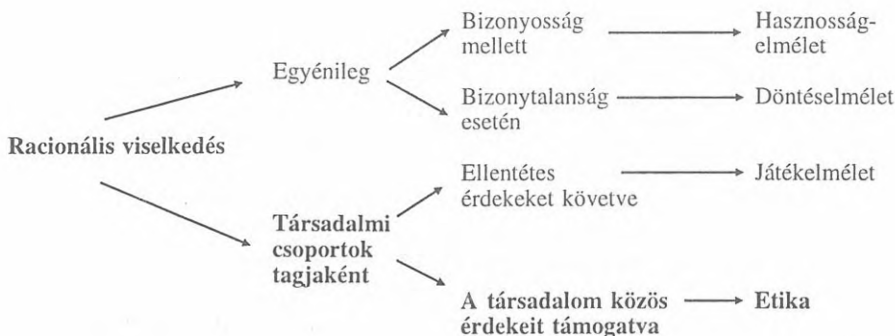 Bizonyosság
mellett
Hasznosság-
elmélet
Egyénileg
Bizonytalanság
esetén
Döntéselmélet
Racionális viselkedés
Ellentétes
érdekeket követve
Játékelmélet
Társadalmi
csoportok
tagjaként
A társadalom közös
érdekeit támogatva
Etika